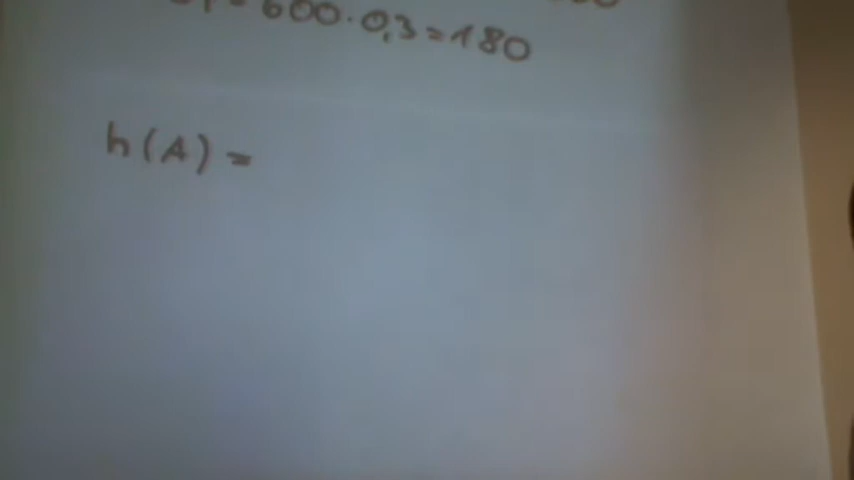 = 600 · 0,3 = 180
h(A) =